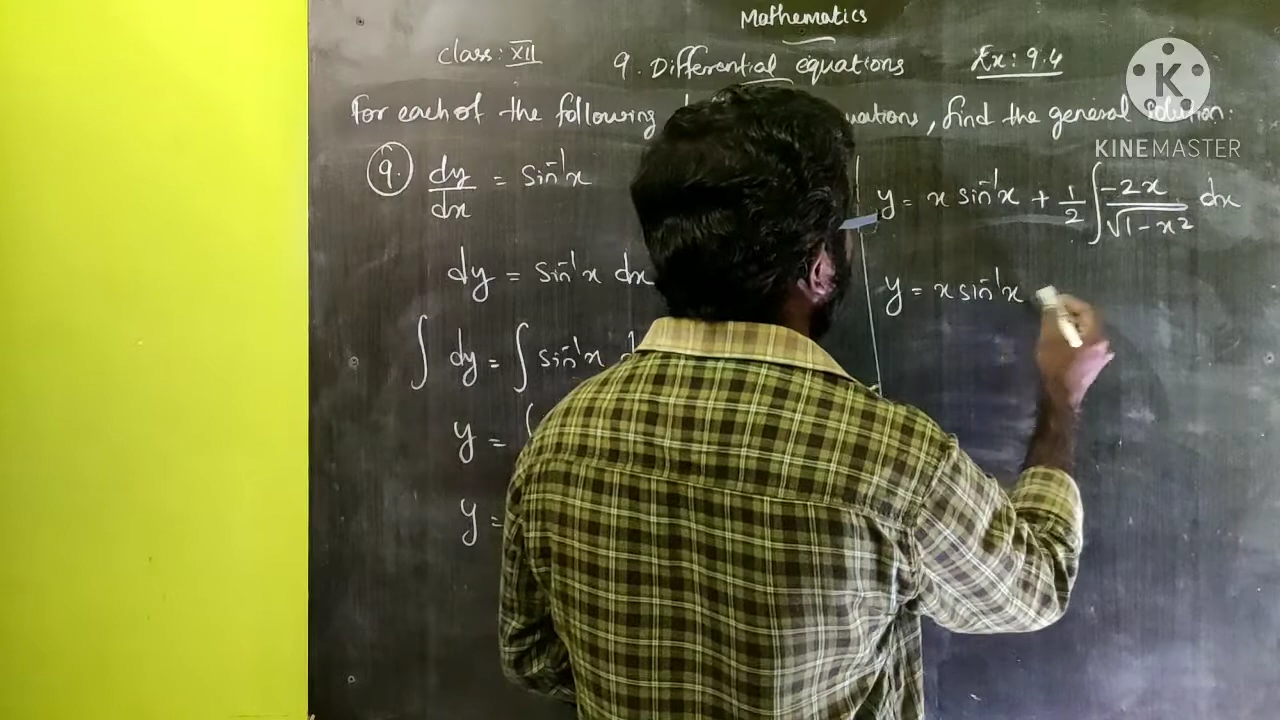 Mathematics
Class: XII 9. Differential equations Ex: 9.4
For each of the following uations, find the general solution:
9. dy/dx = sin⁻¹x
dy = sin⁻¹x dx
∫ dy = ∫ sin⁻¹x
y =
y =
y = x sin⁻¹x + 1/2 ∫ -2x/√1-x² dx
y = x sin⁻¹x
K
KINEMASTER